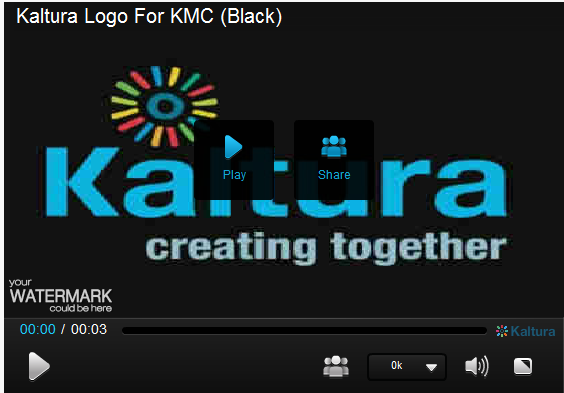 Kaltura Logo For KMC (Black)
Kaltura
Play
Share
creating together
your
WATERMARK
could be here
00:00 / 00:03
Kaltura
0k